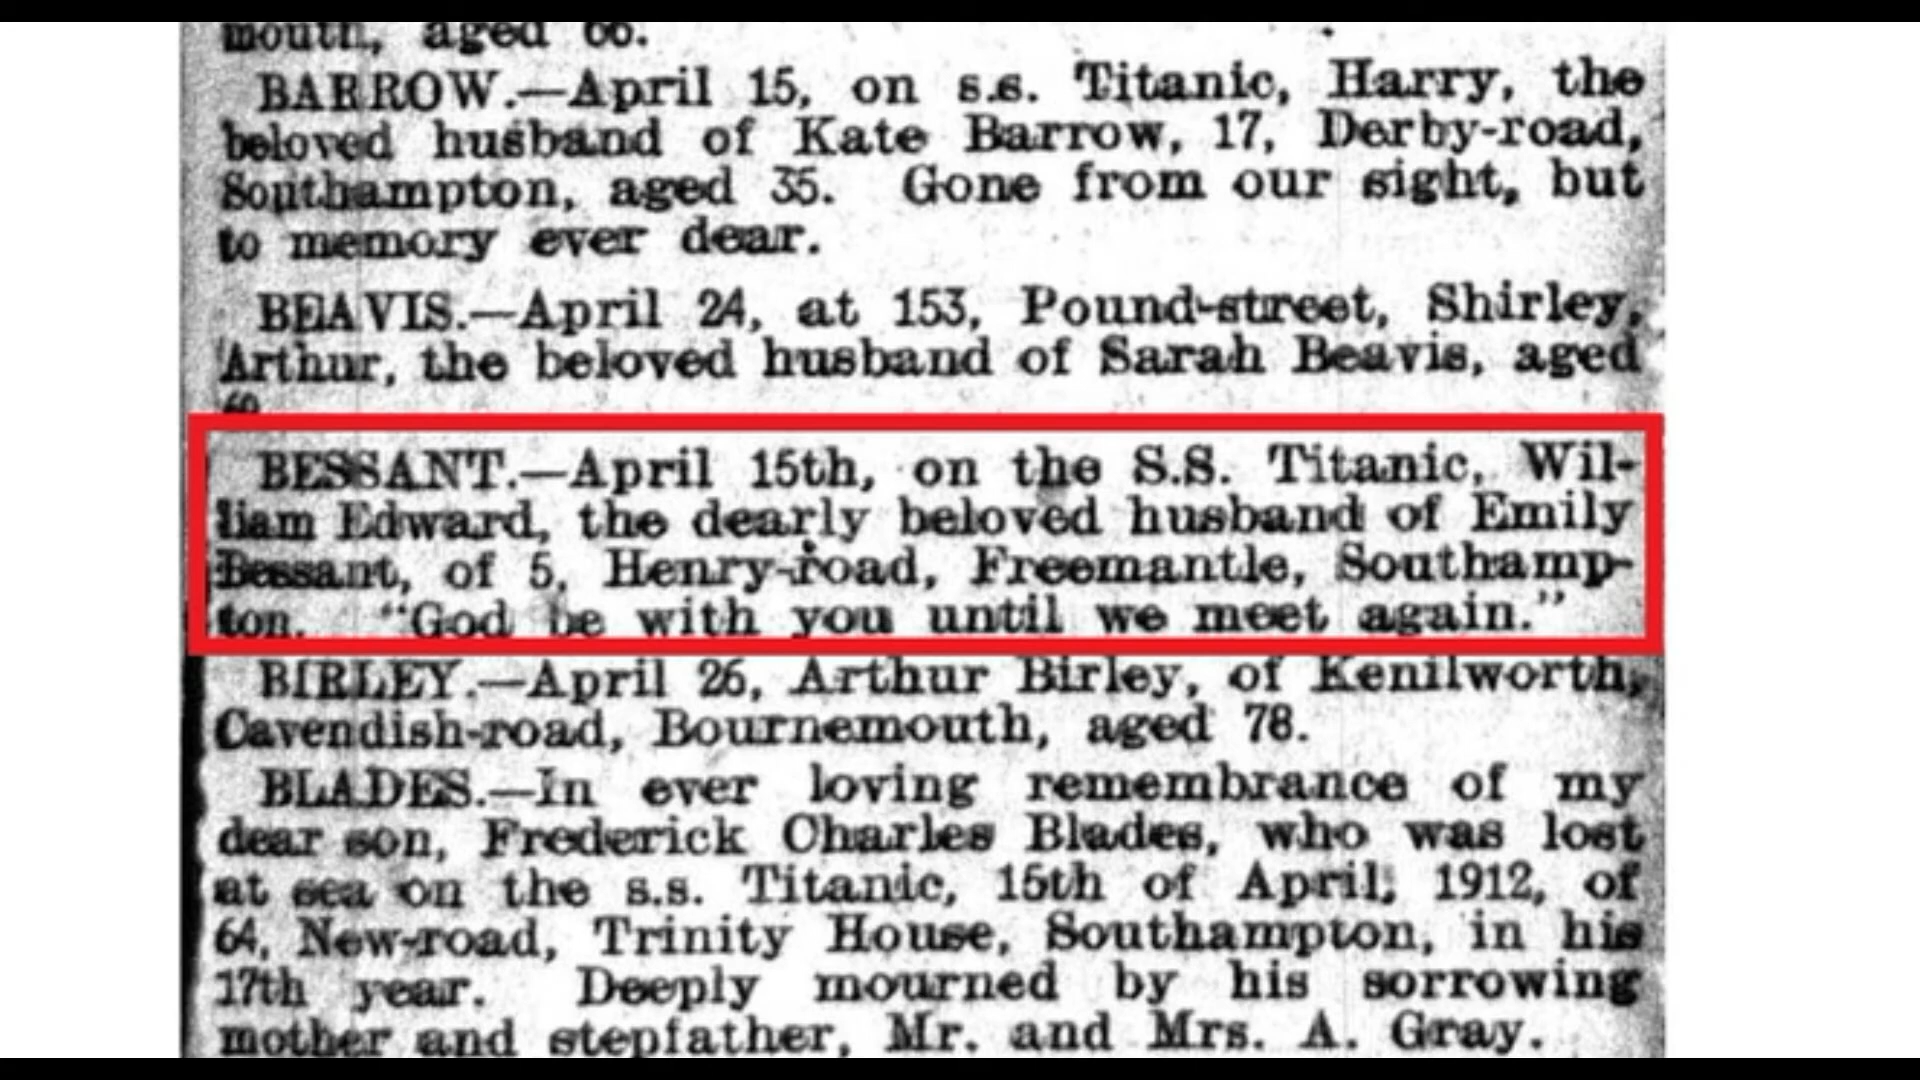 mouth, aged 66.
BARROW.—April 15, on s.s. Titanic, Harry, the
beloved husband of Kate Barrow, 17, Derby-road,
Southampton, aged 35. Gone from our sight, but
to memory ever dear.
BEAVIS.—April 24, at 153, Pound-street, Shirley,
Arthur, the beloved husband of Sarah Beavis, aged
BESSANT.—April 15th, on the S.S. Titanic, Wil-
liam Edward, the dearly beloved husband of Emily
Bessant, of 5, Henry-road, Freemantle, Southamp-
ton. "God be with you until we meet again."
BIRLEY.—April 26, Arthur Birley, of Kenilworth,
Cavendish-road, Bournemouth, aged 78.
BLADES.—In ever loving remembrance of my
dear son, Frederick Charles Blades, who was lost
at sea on the s.s. Titanic, 15th of April, 1912, of
64, New-road, Trinity House, Southampton, in his
17th year. Deeply mourned by his sorrowing
mother and stepfather, Mr. and Mrs. A. Gray.